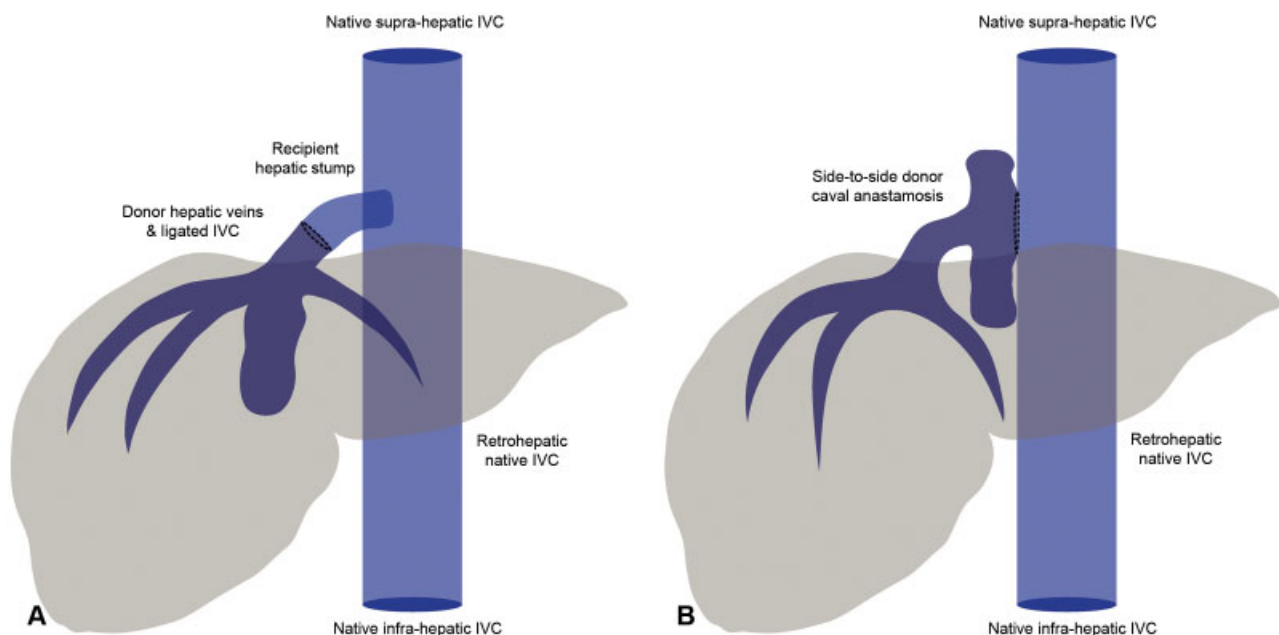 Native supra-hepatic IVC
Recipient
hepatic stump
Donor hepatic veins
& ligated IVC
Retrohepatic
native IVC
A
Native infra-hepatic IVC
Native supra-hepatic IVC
Side-to-side donor
caval anastamosis
Retrohepatic
native IVC
B
Native infra-hepatic IVC